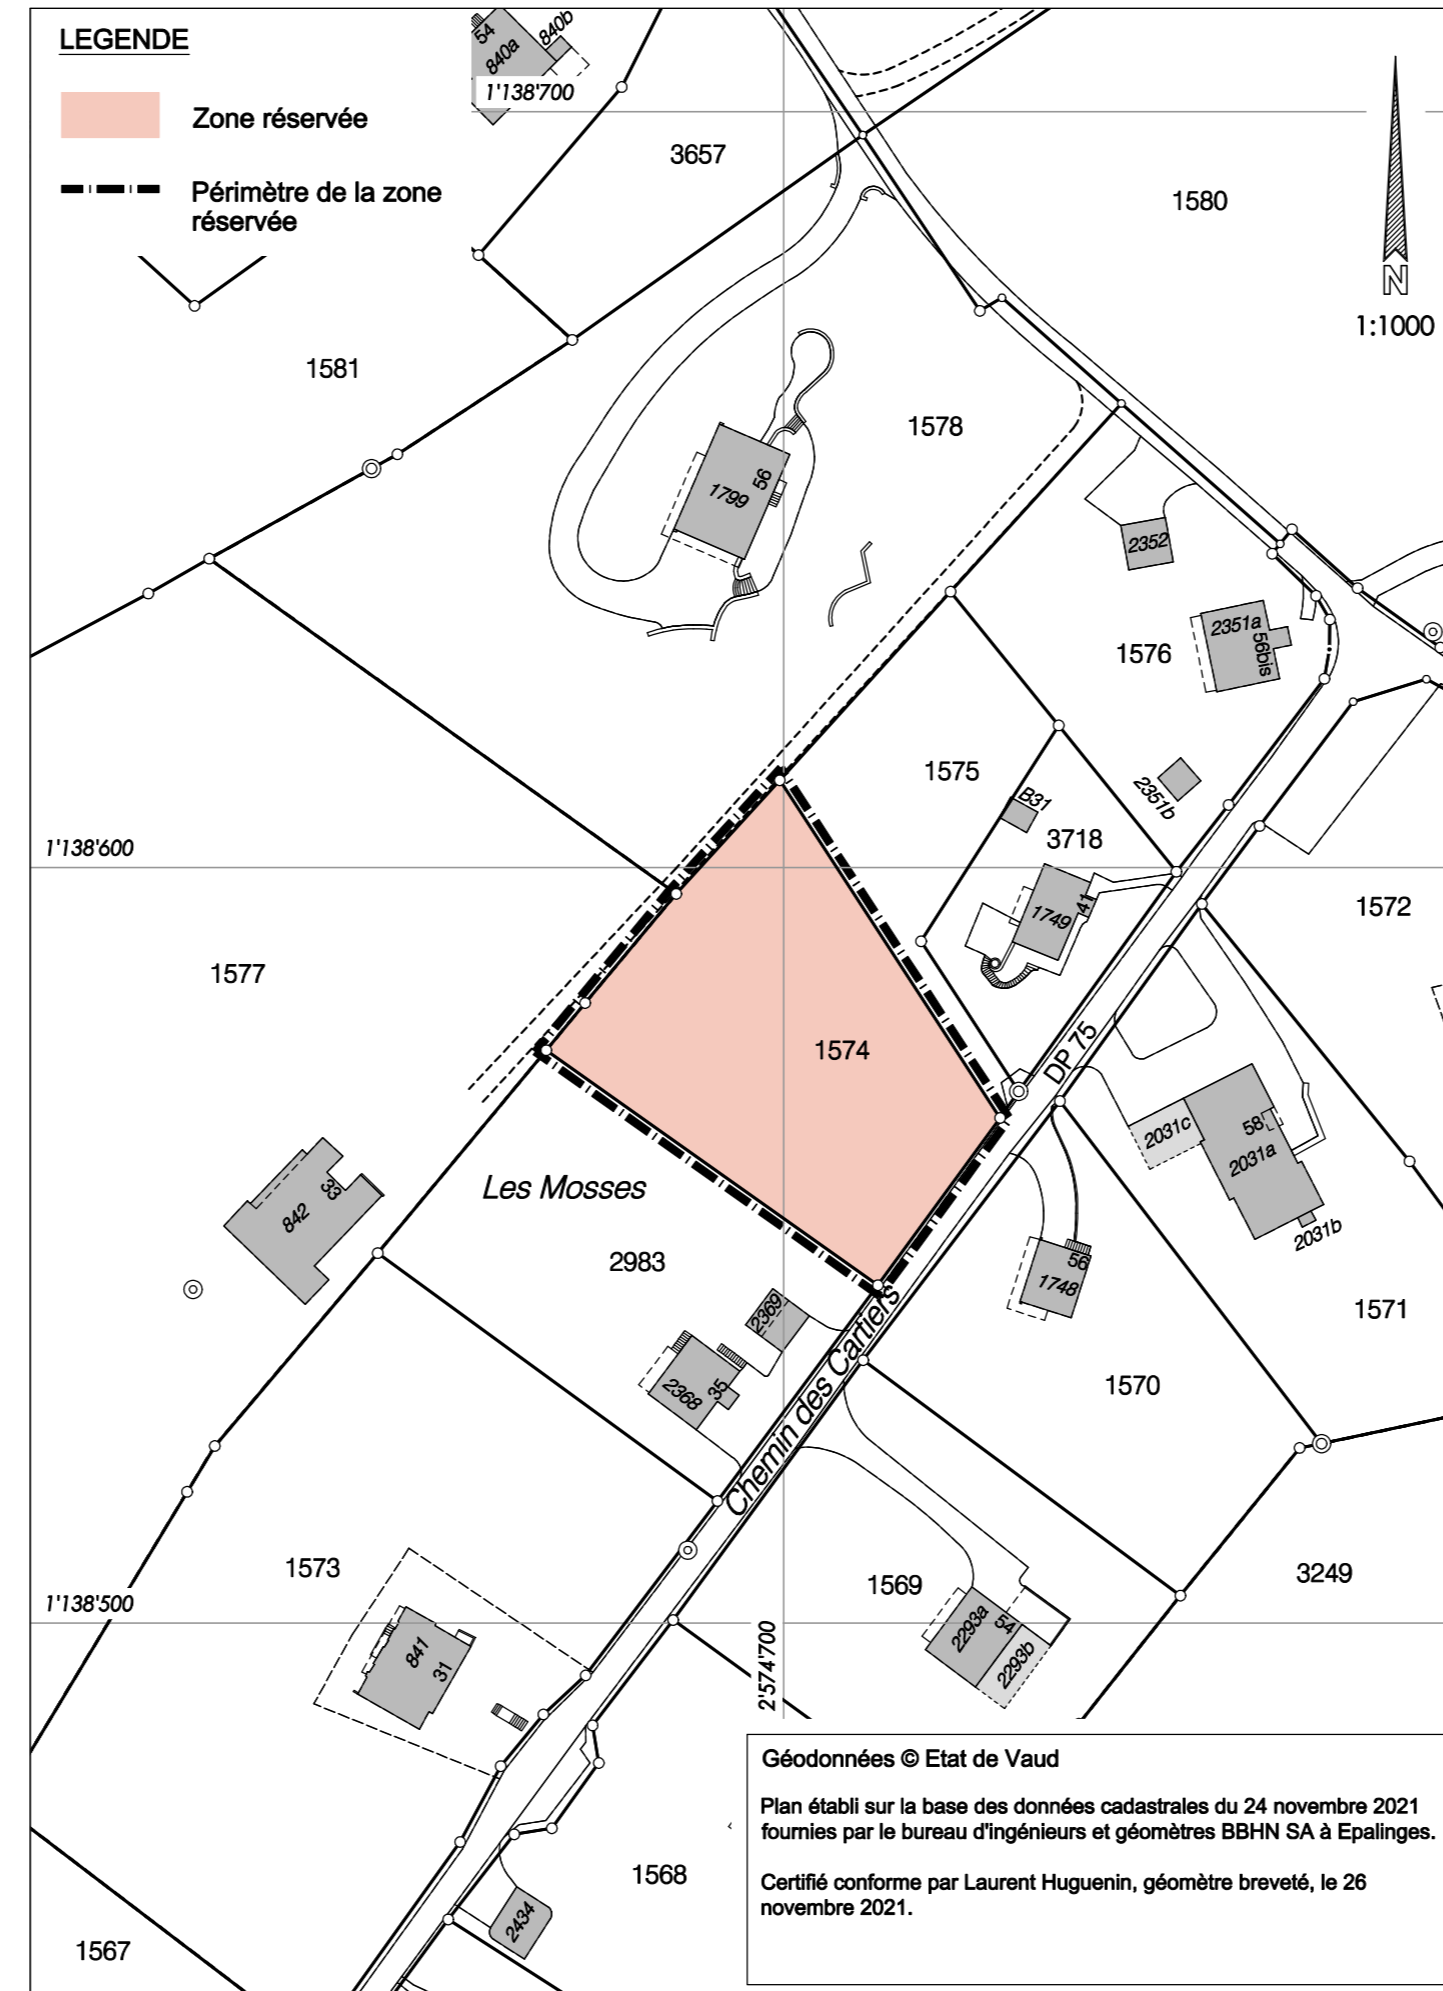 LEGENDE
Zone réservée
Périmètre de la zone
réservée
54
840a
840b
1'138'700
3657
1580
N
1:1000
1581
1578
1799
56
2352
2351a
56bis
1576
1575
2351b
B31
3718
1'138'600
1749
41
1572
1577
1574
DP 75
2031c
58
2031a
2031b
Les Mosses
842
33
2983
56
1748
1571
2369
2368
35
Chemin des Cartiers
1570
1573
1569
3249
1'138'500
841
31
2293a
54
2293b
2'574'700
Géodonnées © Etat de Vaud
Plan établi sur la base des données cadastrales du 24 novembre 2021
fournies par le bureau d'ingénieurs et géomètres BBHN SA à Epalinges.
Certifié conforme par Laurent Huguenin, géomètre breveté, le 26
novembre 2021.
1568
2434
1567